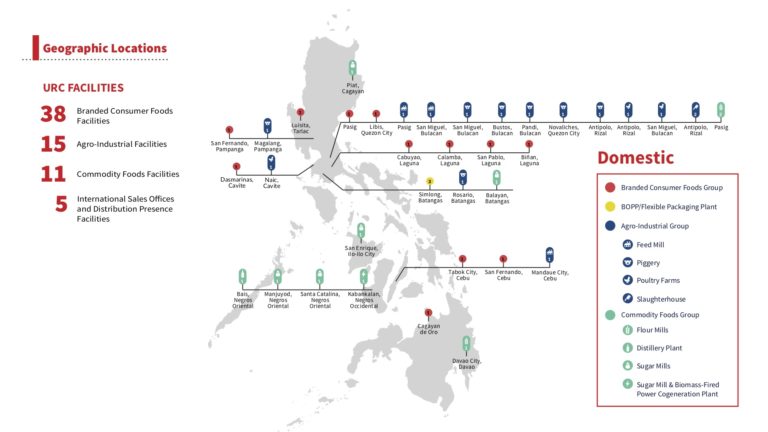 Geographic Locations
URC FACILITIES
38
Branded Consumer Foods
Facilities
15
Agro-Industrial Facilities
11
Commodity Foods Facilities
5
International Sales Offices
and Distribution Presence
Facilities
Piat,
Cagayan
Luisita,
Tarlac
San Fernando,
Pampanga
Magalang,
Pampanga
Dasmarinas,
Cavite
Naic,
Cavite
Pasig
Libis,
Quezon City
Pasig
San Miguel,
Bulacan
San Miguel,
Bulacan
Bustos,
Bulacan
Pandi,
Bulacan
Novaliches,
Quezon City
Antipolo,
Rizal
Antipolo,
Rizal
San Miguel,
Bulacan
Antipolo,
Rizal
Pasig
Cabuyao,
Laguna
Calamba,
Laguna
San Pablo,
Laguna
Biñan,
Laguna
Simlong,
Batangas
Rosario,
Batangas
Balayan,
Batangas
San Enrique,
Ilo-Ilo City
Bais,
Negros
Oriental
Manjuyod,
Negros
Oriental
Santa Catalina,
Negros
Oriental
Kabankalan,
Negros
Occidental
Tabok City,
Cebu
San Fernando,
Cebu
Mandaue City,
Cebu
Cagayan
de Oro
Davao City,
Davao
Domestic
Branded Consumer Foods Group
BOPP/Flexible Packaging Plant
Agro-Industrial Group
Feed Mill
Piggery
Poultry Farms
Slaughterhouse
Commodity Foods Group
Flour Mills
Distillery Plant
Sugar Mills
Sugar Mill & Biomass-Fired
Power Cogeneration Plant